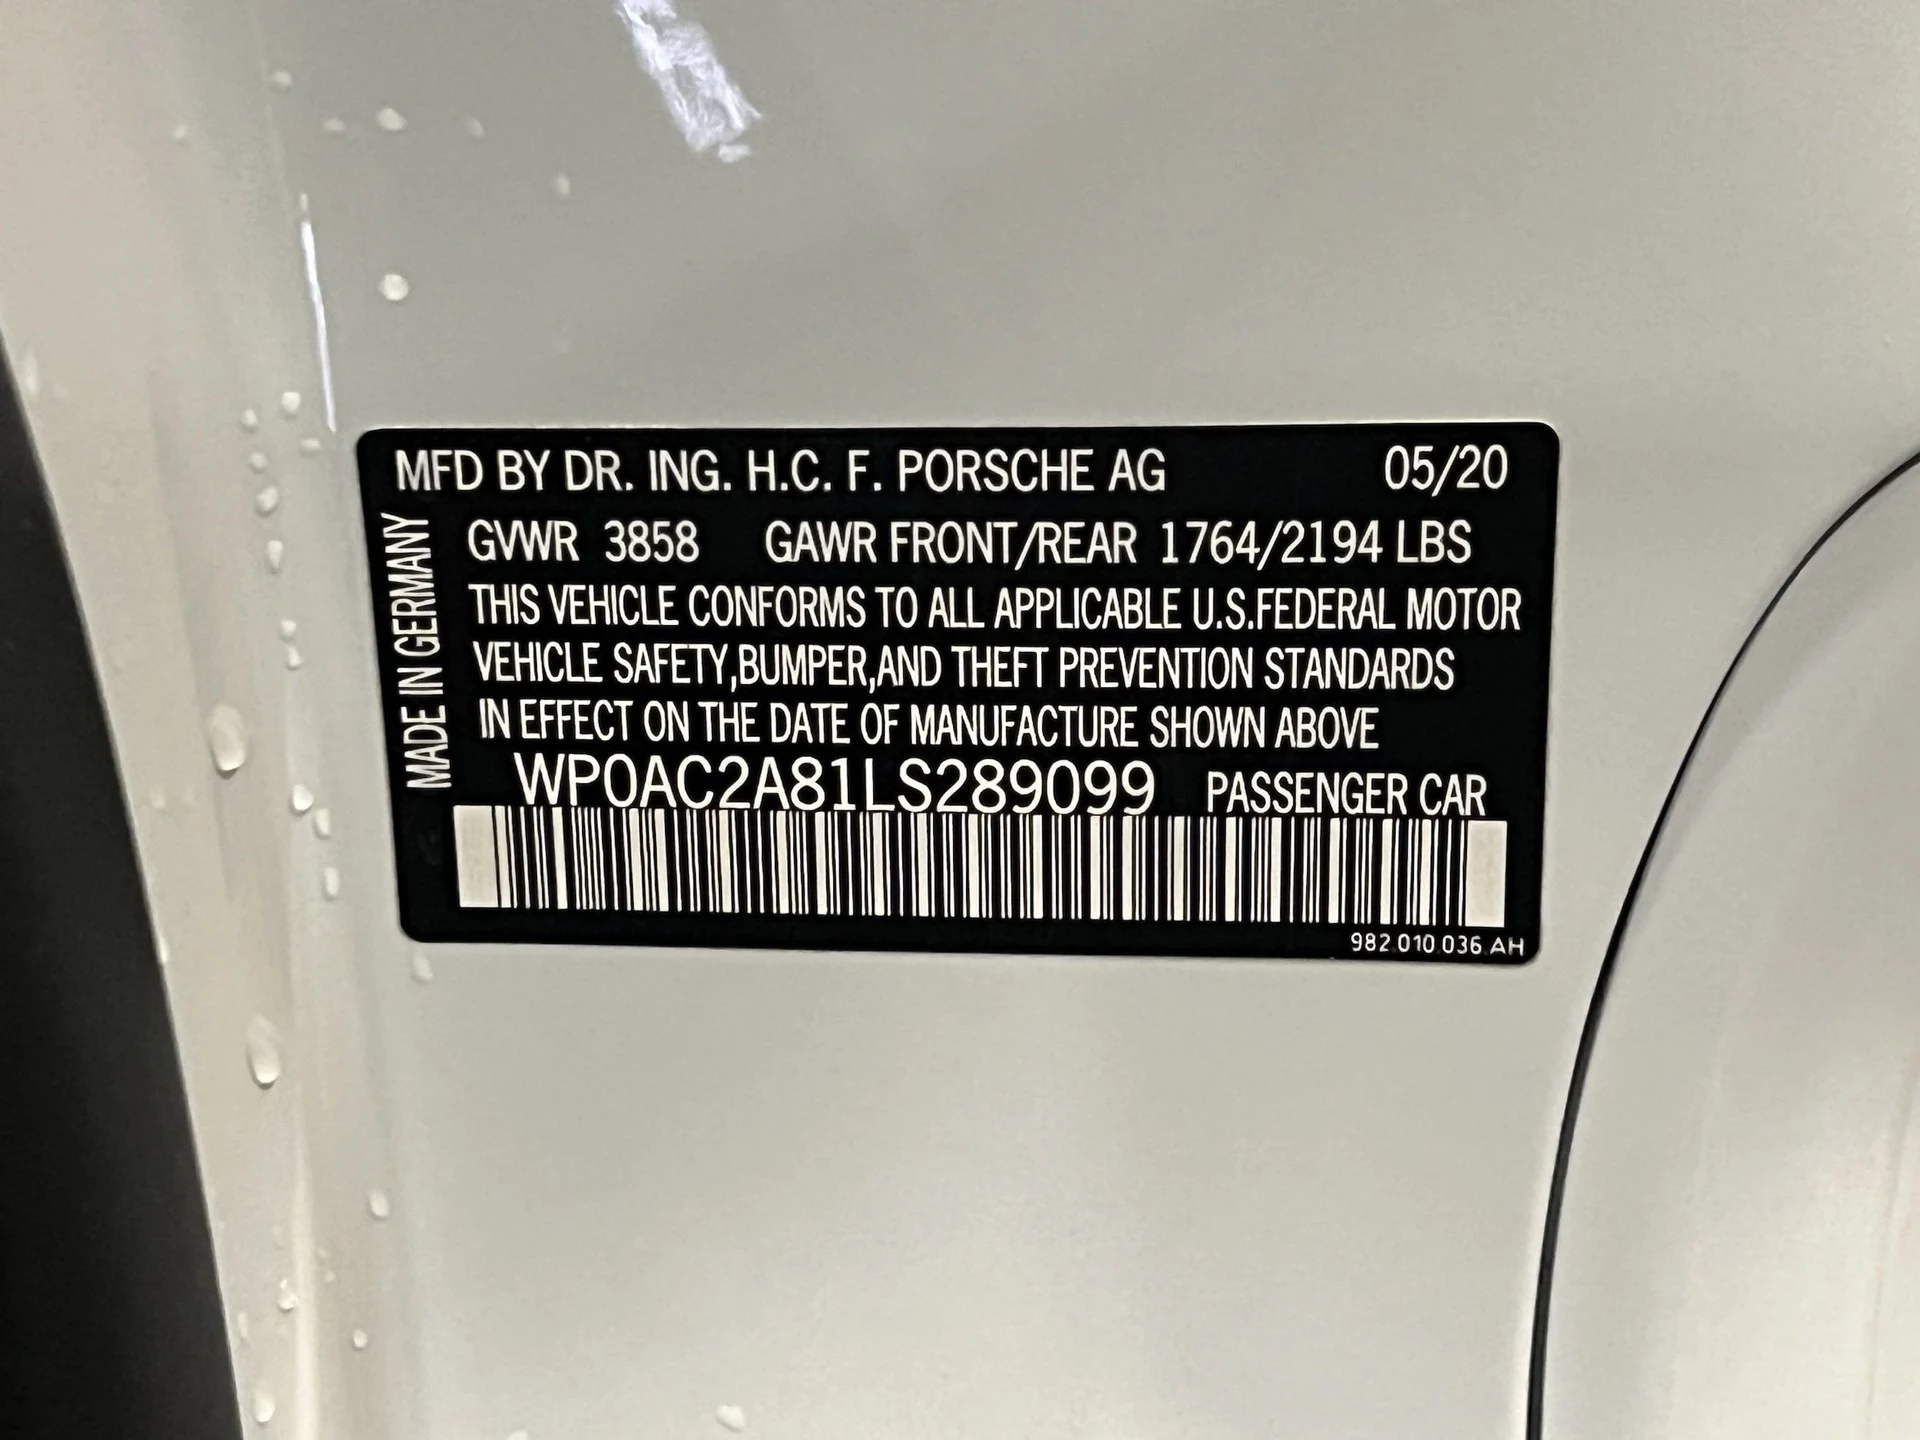 MFD BY DR. ING. H.C. F. PORSCHE AG 05/20
MADE IN GERMANY
GVWR 3858 GAWR FRONT/REAR 1764/2194 LBS
THIS VEHICLE CONFORMS TO ALL APPLICABLE U.S.FEDERAL MOTOR
VEHICLE SAFETY,BUMPER,AND THEFT PREVENTION STANDARDS
IN EFFECT ON THE DATE OF MANUFACTURE SHOWN ABOVE
WP0AC2A81LS289099 PASSENGER CAR
982.010.036.AH